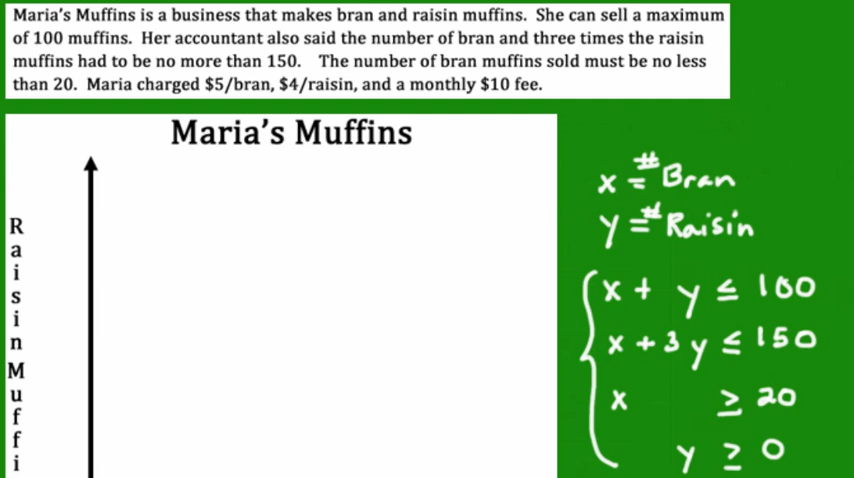 Maria's Muffins is a business that makes bran and raisin muffins.  She can sell a maximum
of 100 muffins.  Her accountant also said the number of bran and three times the raisin
muffins had to be no more than 150.   The number of bran muffins sold must be no less
than 20.  Maria charged $5/bran, $4/raisin, and a monthly $10 fee.
Maria's Muffins
R
a
i
s
i
n
M
u
f
f
i
x = # Bran
y = # Raisin
x + y ≤ 100
x + 3y ≤ 150
x ≥ 20
y ≥ 0